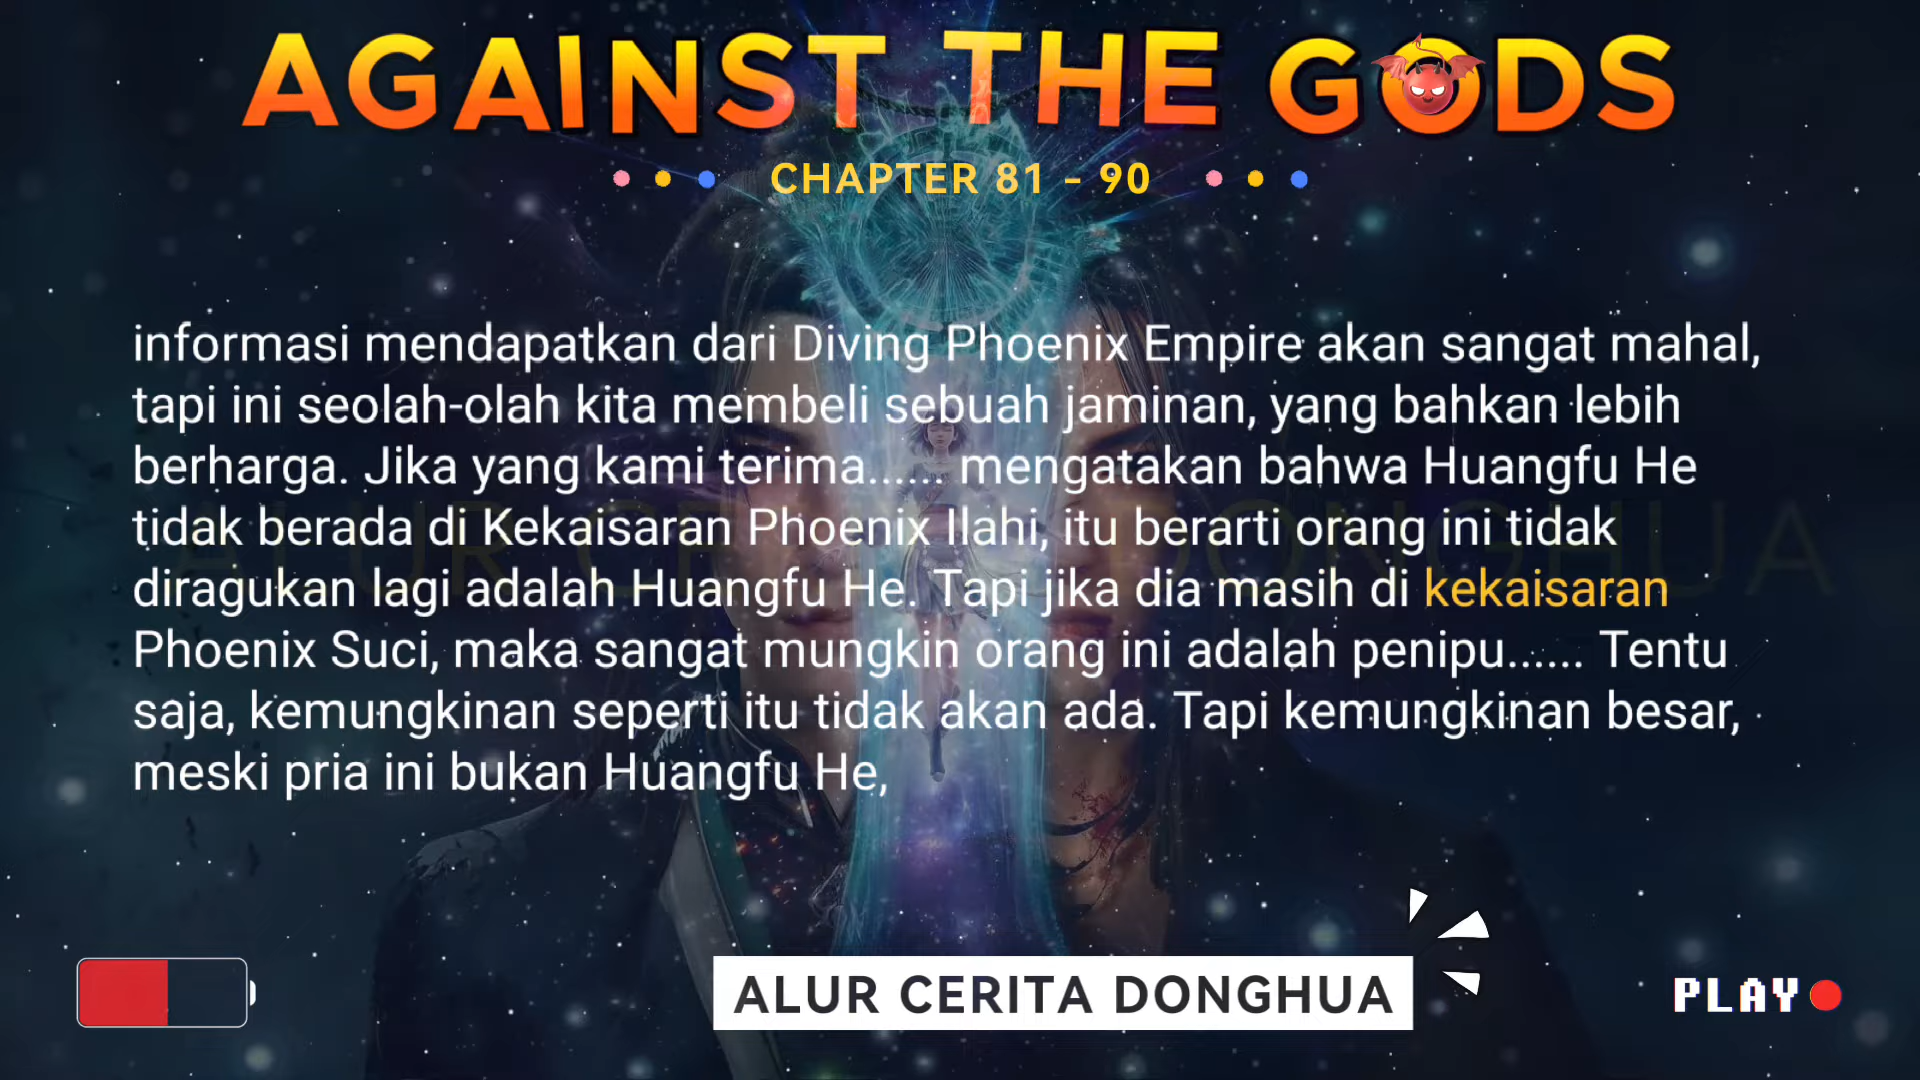 AGAINST THE GODS
CHAPTER 81 - 90
informasi mendapatkan dari Diving Phoenix Empire akan sangat mahal,
tapi ini seolah-olah kita membeli sebuah jaminan, yang bahkan lebih
berharga. Jika yang kami terima...... mengatakan bahwa Huangfu He
tidak berada di Kekaisaran Phoenix Ilahi, itu berarti orang ini tidak
diragukan lagi adalah Huangfu He. Tapi jika dia masih di kekaisaran
Phoenix Suci, maka sangat mungkin orang ini adalah penipu...... Tentu
saja, kemungkinan seperti itu tidak akan ada. Tapi kemungkinan besar,
meski pria ini bukan Huangfu He,
ALUR CERITA DONGHUA
ALUR CERITA DONGHUA
PLAY